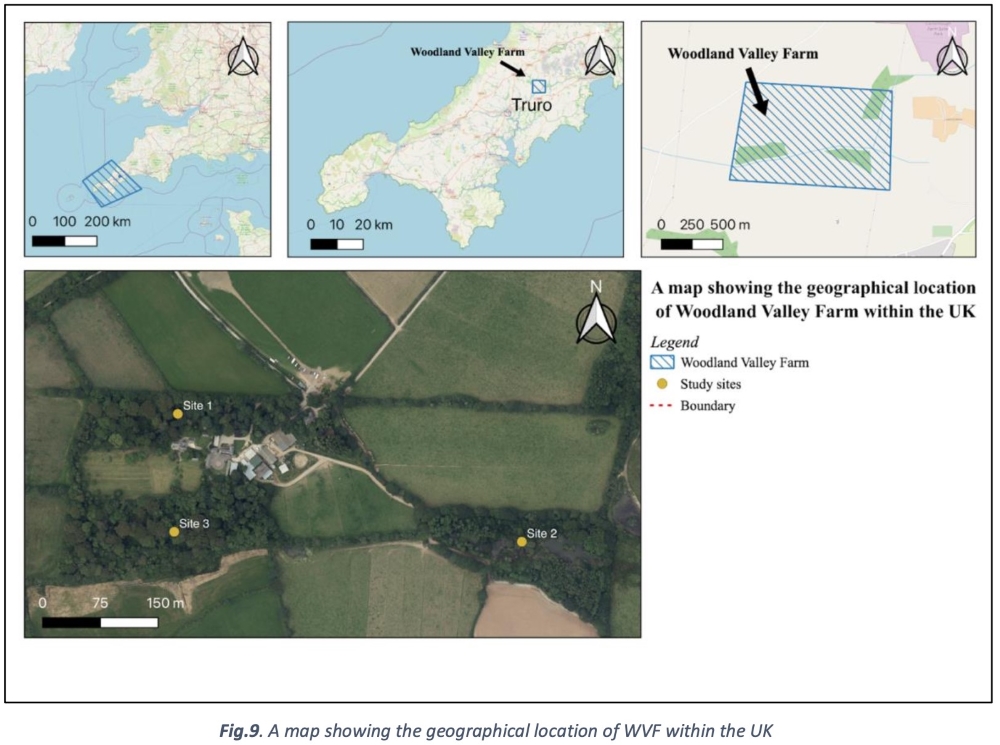 Woodland Valley Farm
Truro
Woodland Valley Farm
0 100 200 km
0 10 20 km
0 250 500 m
A map showing the geographical location
of Woodland Valley Farm within the UK
Legend
Woodland Valley Farm
Study sites
Boundary
N
Site 1
Site 3
Site 2
0 75 150 m
Fig.9. A map showing the geographical location of WVF within the UK